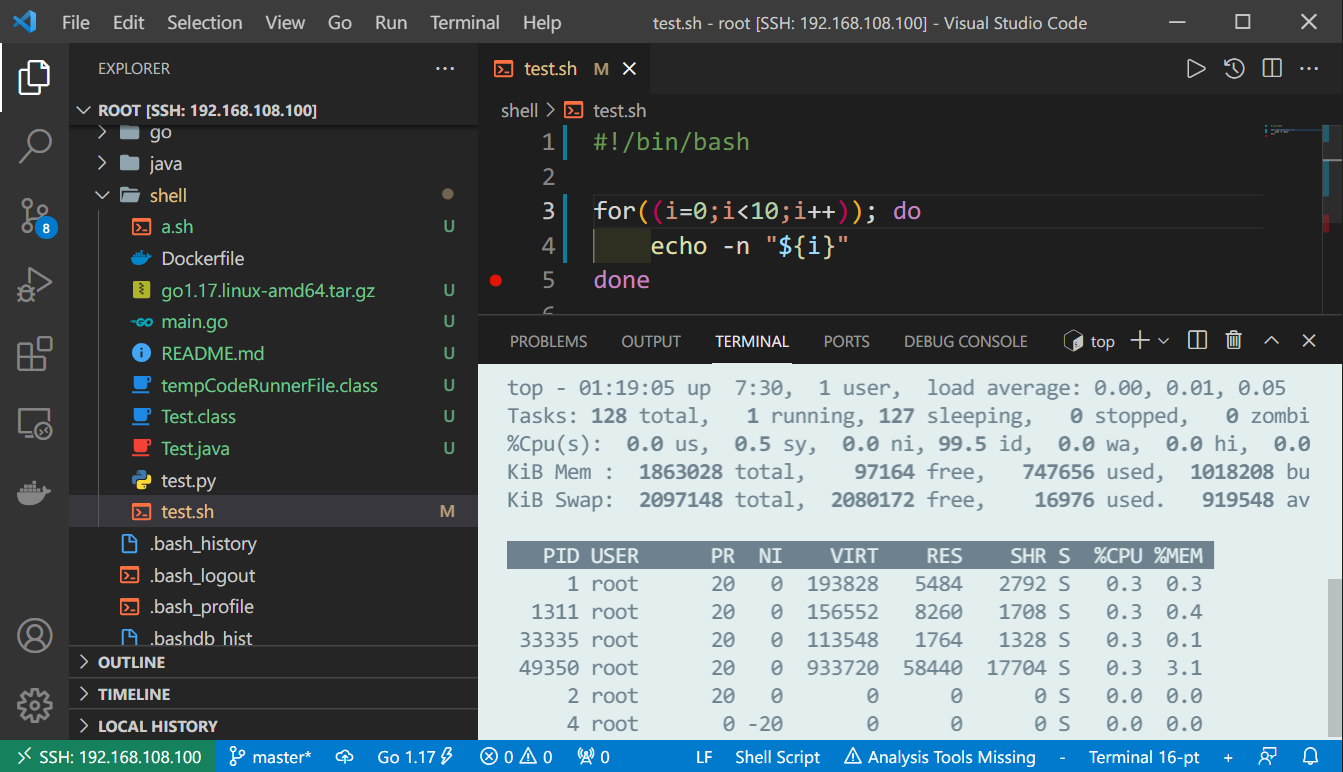 File Edit Selection View Go Run Terminal Help test.sh - root [SSH: 192.168.108.100] - Visual Studio Code
EXPLORER ···
ROOT [SSH: 192.168.108.100]
go
java
shell
a.sh U
Dockerfile
go1.17.linux-amd64.tar.gz U
main.go U
README.md U
tempCodeRunnerFile.class U
Test.class U
Test.java U
test.py
test.sh M
.bash_history
.bash_logout
.bash_profile
.bashdb_hist
OUTLINE
TIMELINE
LOCAL HISTORY
8
test.sh M
shell > test.sh
1 #!/bin/bash
2
3 for((i=0;i<10;i++)); do
4 echo -n "${i}"
5 done
6
PROBLEMS OUTPUT TERMINAL PORTS DEBUG CONSOLE top
top - 01:19:05 up 7:30, 1 user, load average: 0.00, 0.01, 0.05
Tasks: 128 total, 1 running, 127 sleeping, 0 stopped, 0 zombi
%Cpu(s): 0.0 us, 0.5 sy, 0.0 ni, 99.5 id, 0.0 wa, 0.0 hi, 0.0
KiB Mem : 1863028 total, 97164 free, 747656 used, 1018208 bu
KiB Swap: 2097148 total, 2080172 free, 16976 used. 919548 av
PID USER PR NI VIRT RES SHR S %CPU %MEM
1 root 20 0 193828 5484 2792 S 0.3 0.3
1311 root 20 0 156552 8260 1708 S 0.3 0.4
33335 root 20 0 113548 1764 1328 S 0.3 0.1
49350 root 20 0 933720 58440 17704 S 0.3 3.1
2 root 20 0 0 0 0 S 0.0 0.0
4 root 0 -20 0 0 0 S 0.0 0.0
SSH: 192.168.108.100 master* Go 1.17 0 0 0 LF Shell Script Analysis Tools Missing - Terminal 16-pt +